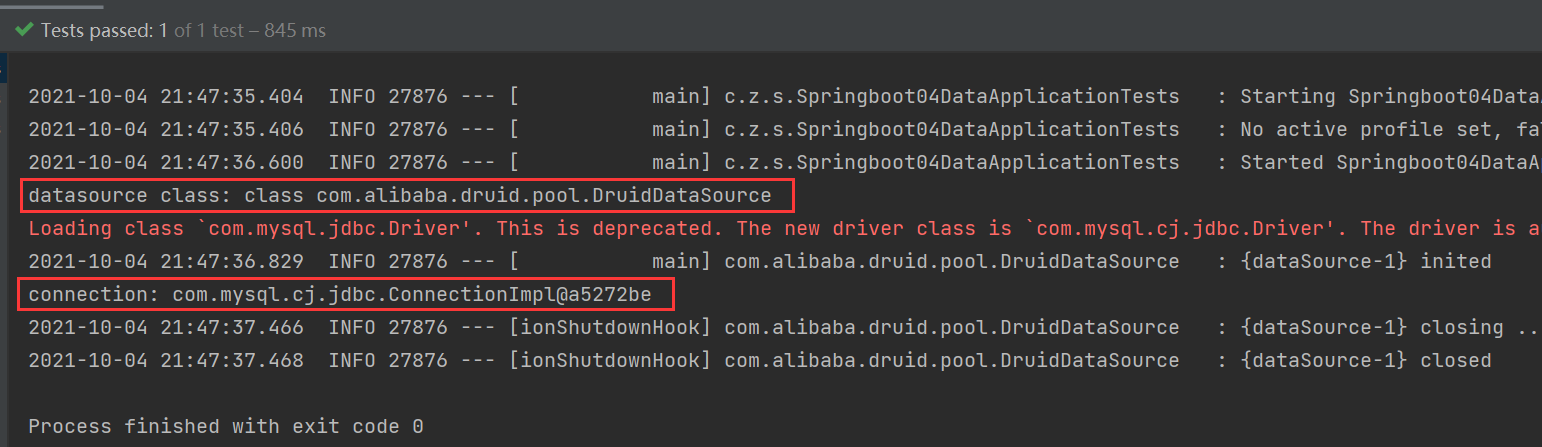 Tests passed: 1 of 1 test – 845 ms
2021-10-04 21:47:35.404  INFO 27876 --- [           main] c.z.s.Springboot04DataApplicationTests   : Starting Springboot04Data
2021-10-04 21:47:35.406  INFO 27876 --- [           main] c.z.s.Springboot04DataApplicationTests   : No active profile set, fa
2021-10-04 21:47:36.600  INFO 27876 --- [           main] c.z.s.Springboot04DataApplicationTests   : Started Springboot04DataA
datasource class: class com.alibaba.druid.pool.DruidDataSource
Loading class `com.mysql.jdbc.Driver'. This is deprecated. The new driver class is `com.mysql.cj.jdbc.Driver'. The driver is a
2021-10-04 21:47:36.829  INFO 27876 --- [           main] com.alibaba.druid.pool.DruidDataSource   : {dataSource-1} inited
connection: com.mysql.cj.jdbc.ConnectionImpl@a5272be
2021-10-04 21:47:37.466  INFO 27876 --- [ionShutdownHook] com.alibaba.druid.pool.DruidDataSource   : {dataSource-1} closing ..
2021-10-04 21:47:37.468  INFO 27876 --- [ionShutdownHook] com.alibaba.druid.pool.DruidDataSource   : {dataSource-1} closed
Process finished with exit code 0